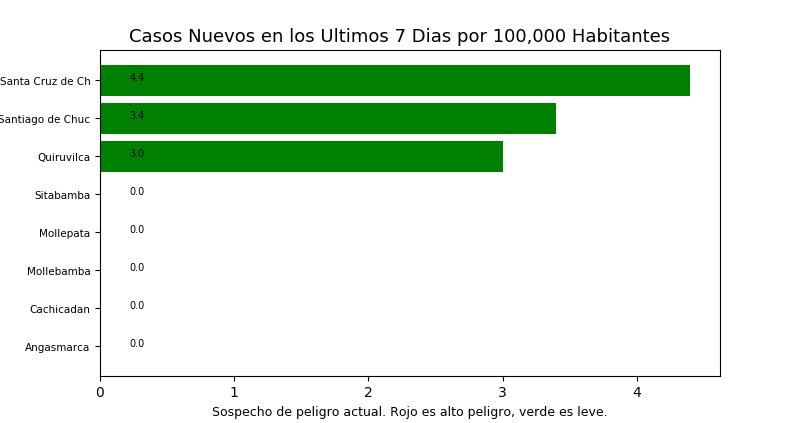 Casos Nuevos en los Ultimos 7 Dias por 100,000 Habitantes
Santa Cruz de Ch 4.4
Santiago de Chuc 3.4
Quiruvilca 3.0
Sitabamba 0.0
Mollepata 0.0
Mollebamba 0.0
Cachicadan 0.0
Angasmarca 0.0
0 1 2 3 4
Sospecho de peligro actual. Rojo es alto peligro, verde es leve.